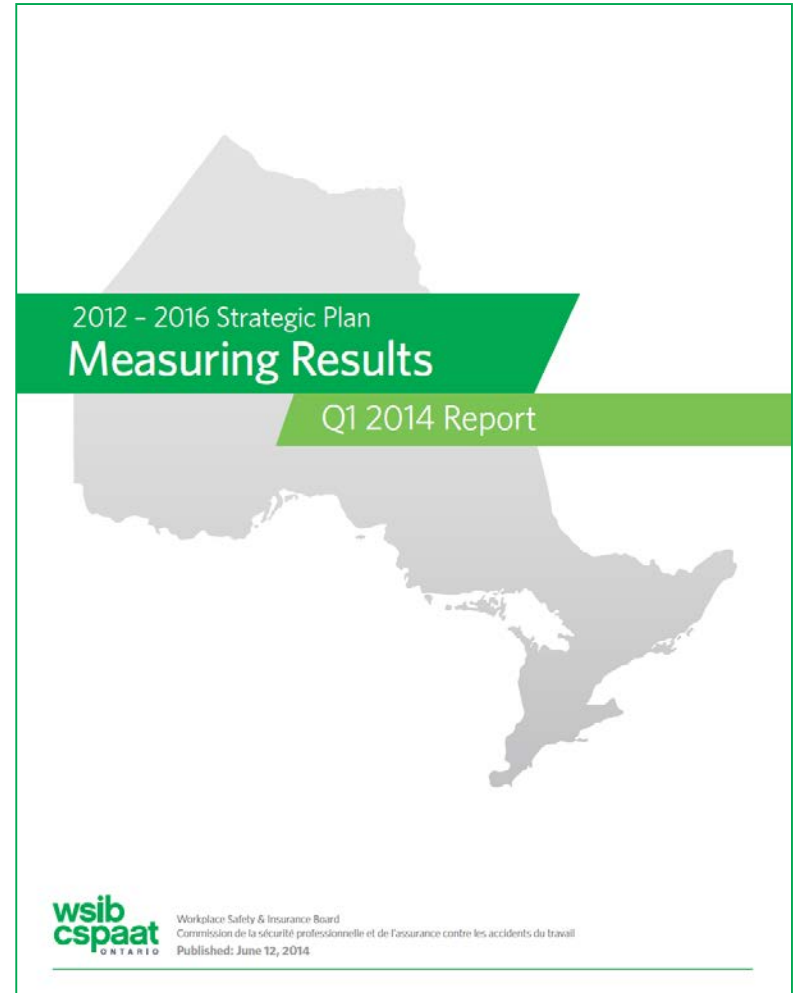 2012 – 2016 Strategic Plan
Measuring Results
Q1 2014 Report
wsib
cspaat
ONTARIO
Workplace Safety & Insurance Board
Commission de la sécurité professionnelle et de l'assurance contre les accidents du travail
Published: June 12, 2014